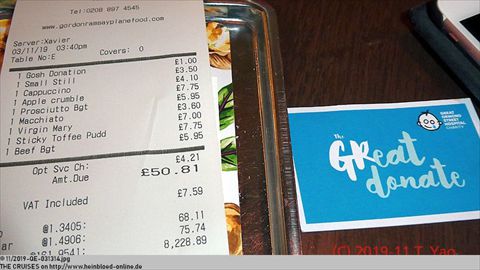 Tel:0208 897 4545
www.gordonramsayplanefood.com
Server:Xavier
03/11/19 03:40pm
Table No:E Covers: 0
1 Gosh Donation £1.00
1 Small Still £3.50
1 Cappuccino £4.10
1 Apple crumble £7.75
1 Prosciutto Bgt £5.95
1 Macchiato £3.60
1 Virgin Mary £7.00
1 Sticky Toffee Pudd £7.75
1 Beef Bgt £5.95
Opt Svc Ch: £4.21
Amt.Due £50.81
VAT Included £7.59
@1.3405: 68.11
ar @1.4906: 75.74
8,228.89
GREAT
ORMOND
STREET
HOSPITAL
CHARITY
The
GReat
donate
(C) 2019-11 T. Yao
©11/2019-QE-031314.jpg
THE CRUISES on http://www.heinbloed-online.de